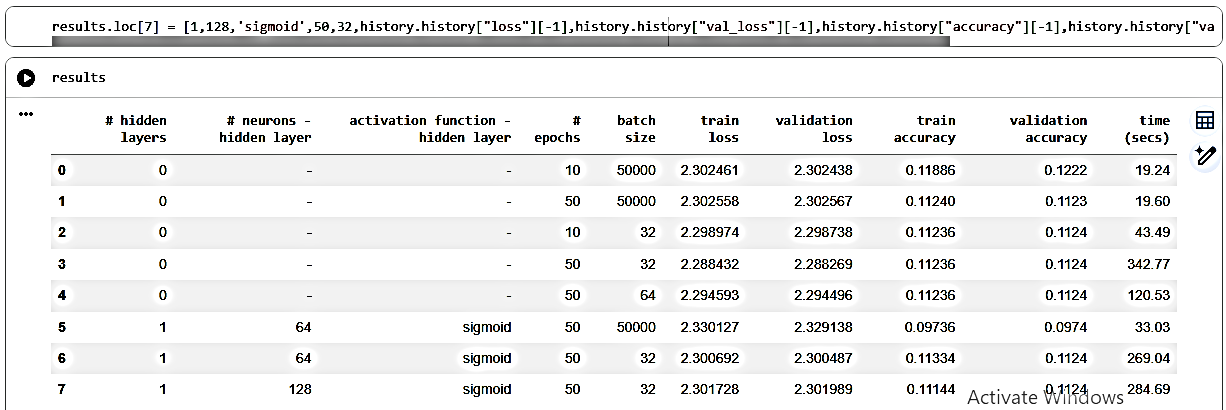 results.loc[7] = [1,128,'sigmoid',50,32,history.history["loss"][-1],history.history["val_loss"][-1],history.history["accuracy"][-1],history.history["va
results
# hidden layers # neurons - hidden layer activation function - hidden layer # epochs batch size train loss validation loss train accuracy validation accuracy time (secs)
0 0 - - 10 50000 2.302461 2.302438 0.11886 0.1222 19.24
1 0 - - 50 50000 2.302558 2.302567 0.11240 0.1123 19.60
2 0 - - 10 32 2.298974 2.298738 0.11236 0.1124 43.49
3 0 - - 50 32 2.288432 2.288269 0.11236 0.1124 342.77
4 0 - - 50 64 2.294593 2.294496 0.11236 0.1124 120.53
5 1 64 sigmoid 50 50000 2.330127 2.329138 0.09736 0.0974 33.03
6 1 64 sigmoid 50 32 2.300692 2.300487 0.11334 0.1124 269.04
7 1 128 sigmoid 50 32 2.301728 2.301989 0.11144 0.1124 284.69
Activate Windows